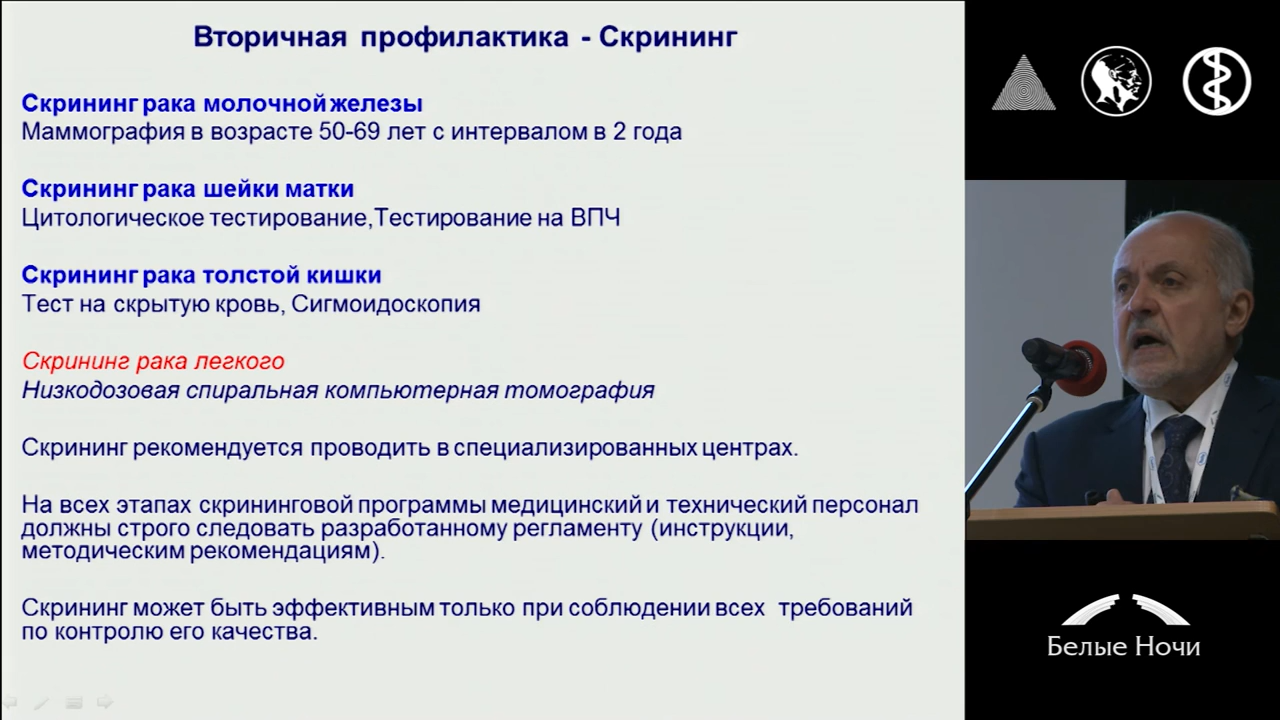 Вторичная профилактика - Скрининг
Скрининг рака молочной железы
Маммография в возрасте 50-69 лет с интервалом в 2 года
Скрининг рака шейки матки
Цитологическое тестирование,Тестирование на ВПЧ
Скрининг рака толстой кишки
Тест на скрытую кровь, Сигмоидоскопия
Скрининг рака легкого
Низкодозовая спиральная компьютерная томография
Скрининг рекомендуется проводить в специализированных центрах.
На всех этапах скрининговой программы медицинский и технический персонал
должны строго следовать разработанному регламенту (инструкции,
методическим рекомендациям).
Скрининг может быть эффективным только при соблюдении всех требований
по контролю его качества.
Белые Ночи